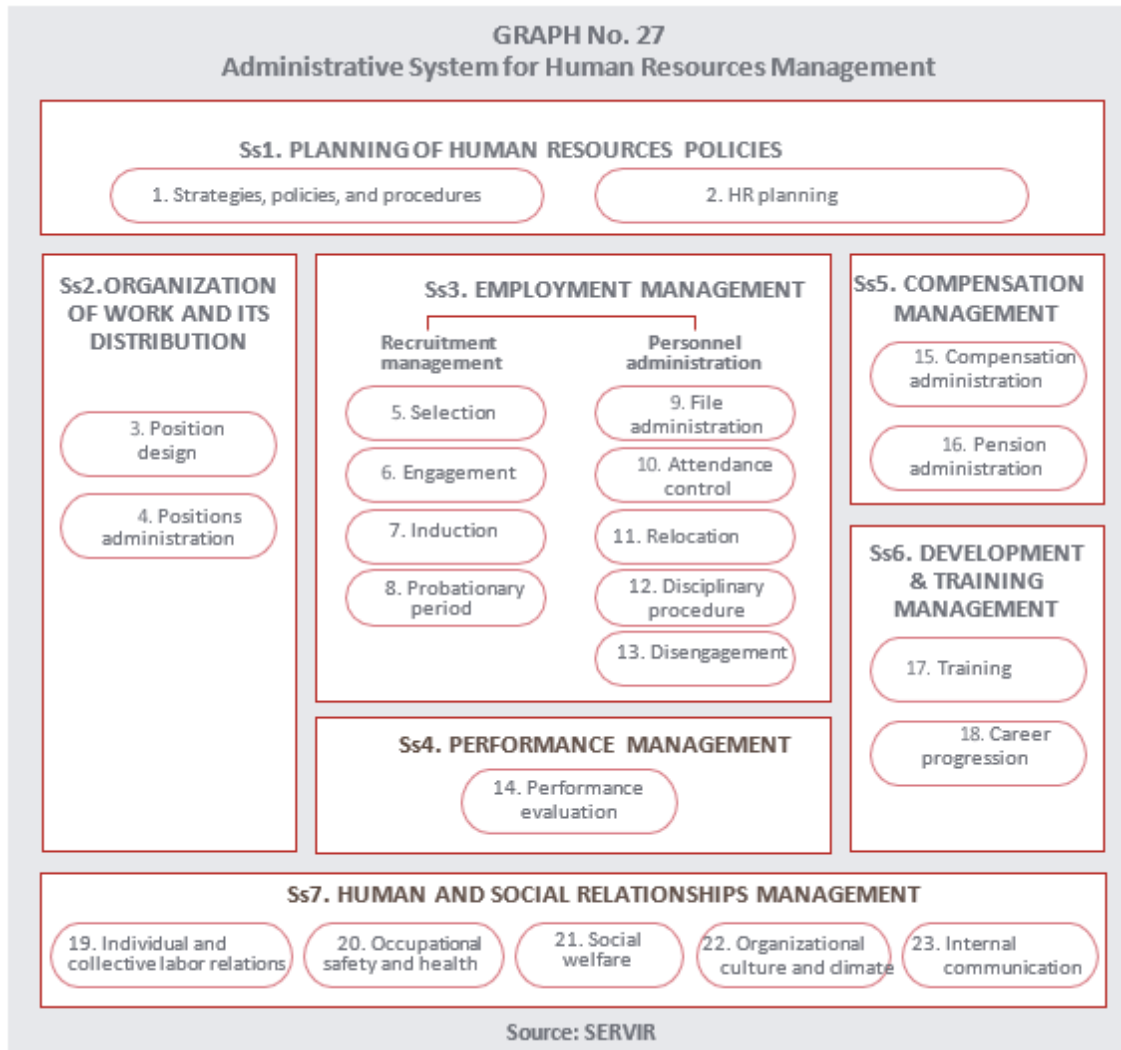 GRAPH No. 27
Administrative System for Human Resources Management
Ss1. PLANNING OF HUMAN RESOURCES POLICIES
1. Strategies, policies, and procedures
2. HR planning
Ss2.ORGANIZATION
OF WORK AND ITS
DISTRIBUTION
3. Position
design
4. Positions
administration
Ss3. EMPLOYMENT MANAGEMENT
Recruitment
management
5. Selection
6. Engagement
7. Induction
8. Probationary
period
Personnel
administration
9. File
administration
10. Attendance
control
11. Relocation
12. Disciplinary
procedure
13. Disengagement
Ss4. PERFORMANCE MANAGEMENT
14. Performance
evaluation
Ss5. COMPENSATION
MANAGEMENT
15. Compensation
administration
16. Pension
administration
Ss6. DEVELOPMENT
& TRAINING
MANAGEMENT
17. Training
18. Career
progression
Ss7. HUMAN AND SOCIAL RELATIONSHIPS MANAGEMENT
19. Individual and
collective labor relations
20. Occupational
safety and health
21. Social
welfare
22. Organizational
culture and climate
23. Internal
communication
Source: SERVIR